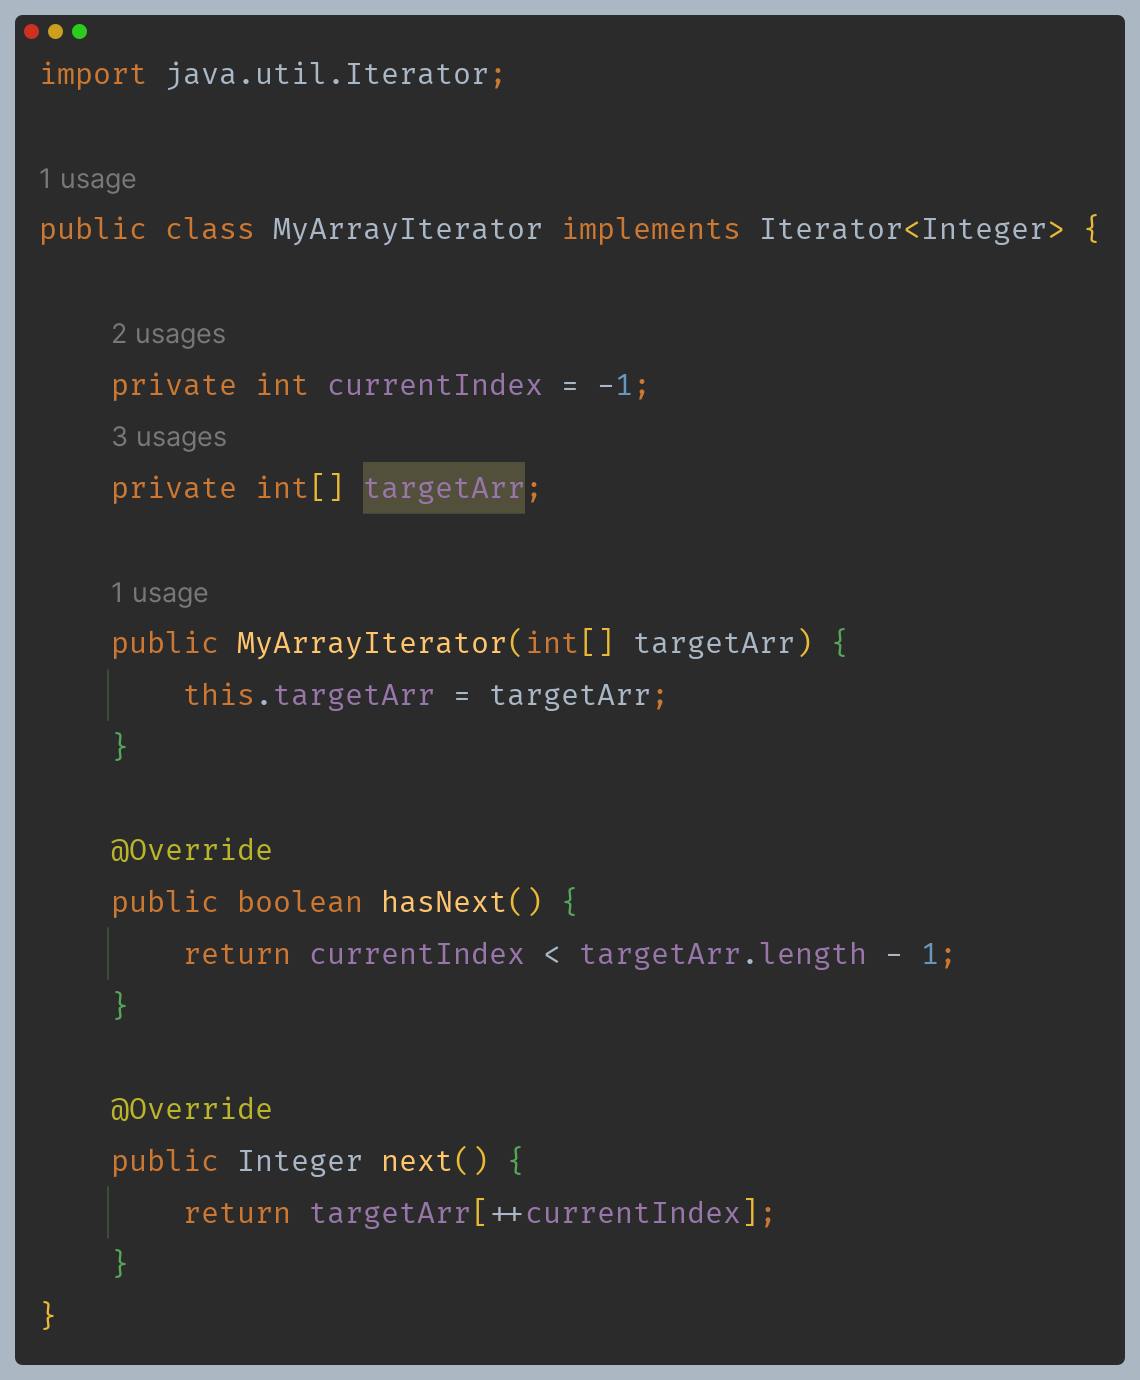 import java.util.Iterator;
1 usage
public class MyArrayIterator implements Iterator<Integer> {
2 usages
private int currentIndex = -1;
3 usages
private int[] targetArr;
1 usage
public MyArrayIterator(int[] targetArr) {
this.targetArr = targetArr;
}
@Override
public boolean hasNext() {
return currentIndex < targetArr.length - 1;
}
@Override
public Integer next() {
return targetArr[++currentIndex];
}
}